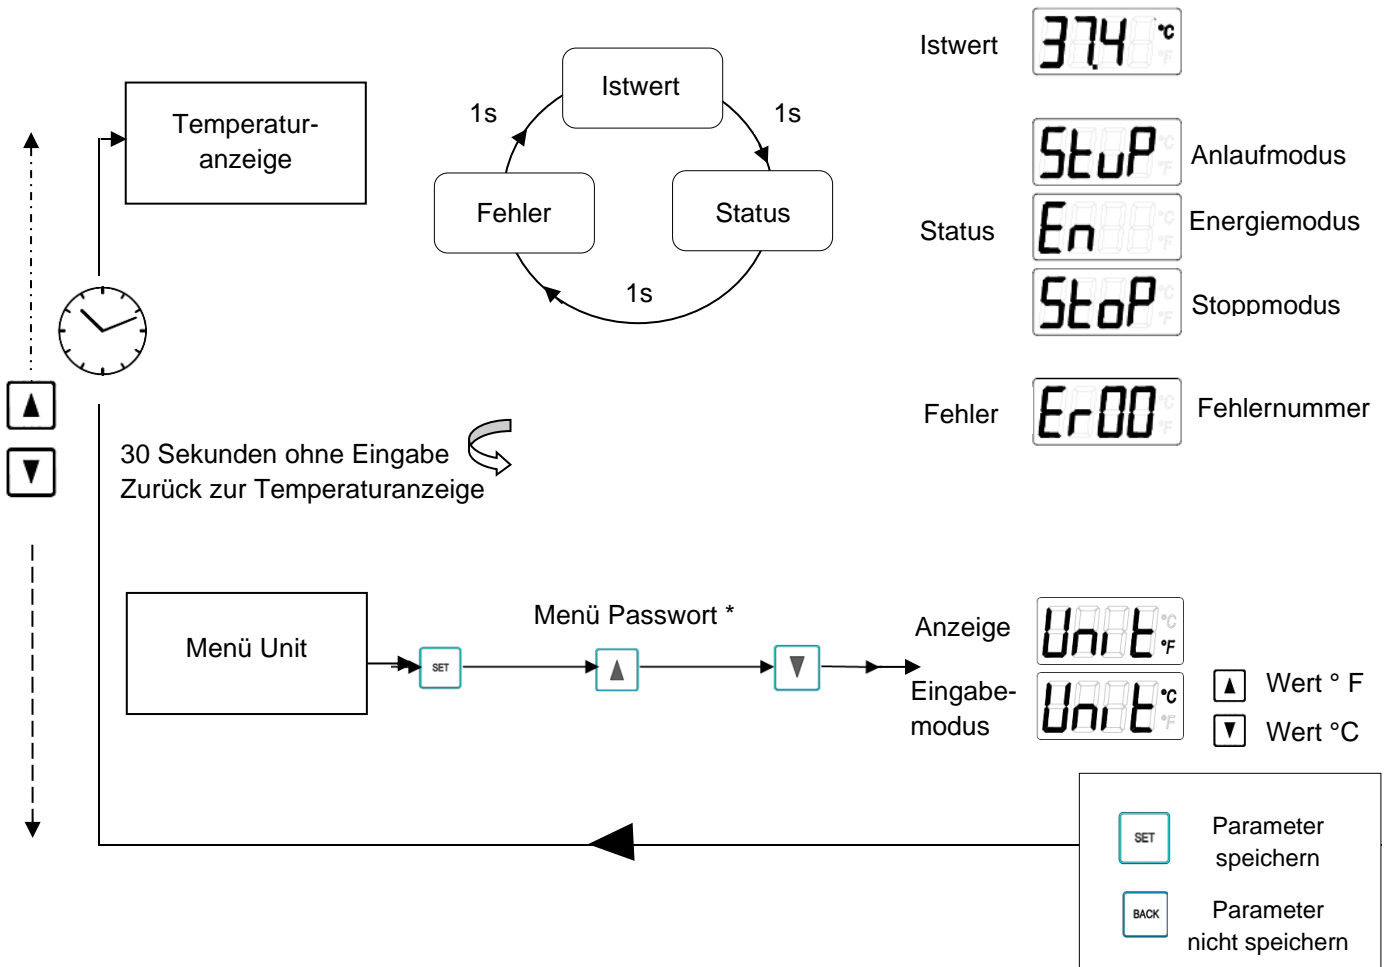 Istwert
37.4 °C
°F
Temperatur-
anzeige
Istwert
1s
1s
Fehler
Status
1s
Status
StuP °C °F
Anlaufmodus
En °C °F
Energiemodus
StoP °C °F
Stoppmodus
Fehler
Er00 °C °F
Fehlernummer
30 Sekunden ohne Eingabe
Zurück zur Temperaturanzeige
Menü Unit
SET
Menü Passwort *
Anzeige
Unit °C °F
Eingabe-
modus
Unit °C °F
Wert ° F
Wert °C
SET
Parameter
speichern
BACK
Parameter
nicht speichern